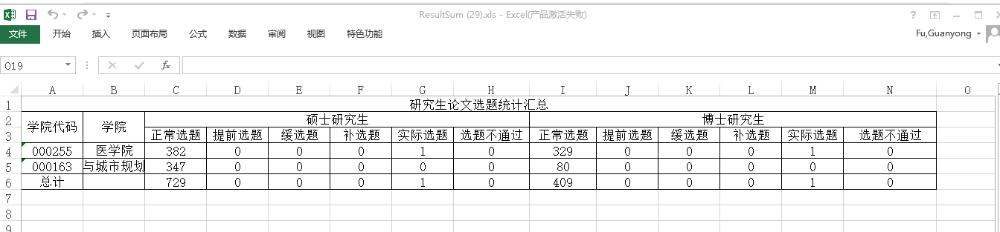 ResultSum (29).xls - Excel(产品激活失败)
文件 开始 插入 页面布局 公式 数据 审阅 视图 特色功能 Fu,Guanyong
O19 fx
A B C D E F G H I J K L M N O
1 研究生论文选题统计汇总
2 学院代码 学院 硕士研究生 博士研究生
3 正常选题 提前选题 缓选题 补选题 实际选题 选题不通过 正常选题 提前选题 缓选题 补选题 实际选题 选题不通过
4 000255 医学院 382 0 0 0 1 0 329 0 0 0 1 0
5 000163 与城市规划 347 0 0 0 0 0 80 0 0 0 0 0
6 总计 729 0 0 0 1 0 409 0 0 0 1 0
7
8
9